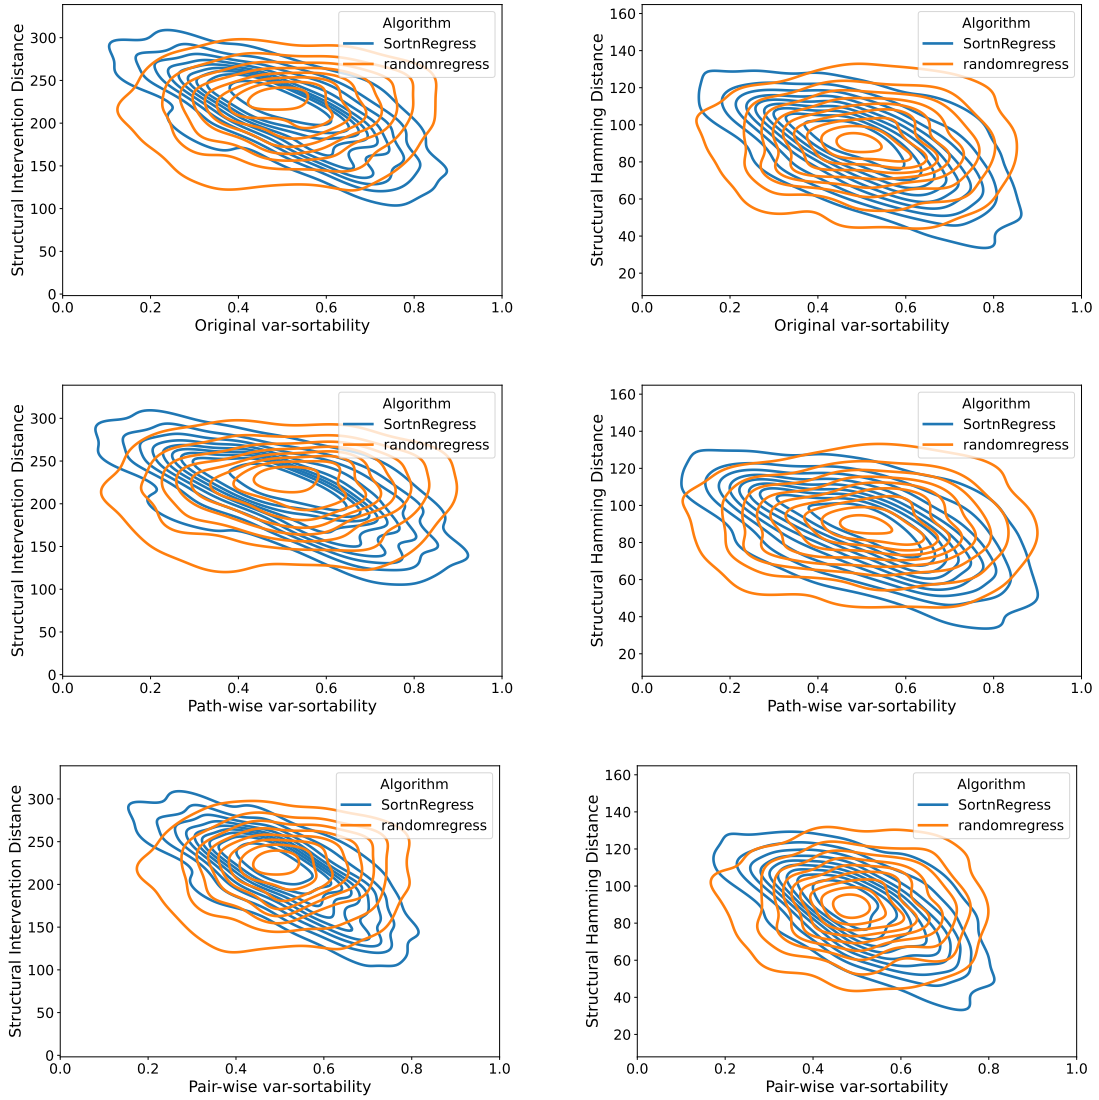 Structural Intervention Distance
300
250
200
150
100
50
0
0.0 0.2 0.4 0.6 0.8 1.0
Original var-sortability
Algorithm
SortnRegress
randomregress
Structural Hamming Distance
160
140
120
100
80
60
40
20
0.0 0.2 0.4 0.6 0.8 1.0
Original var-sortability
Algorithm
SortnRegress
randomregress
Structural Intervention Distance
300
250
200
150
100
50
0
0.0 0.2 0.4 0.6 0.8 1.0
Path-wise var-sortability
Algorithm
SortnRegress
randomregress
Structural Hamming Distance
160
140
120
100
80
60
40
20
0.0 0.2 0.4 0.6 0.8 1.0
Path-wise var-sortability
Algorithm
SortnRegress
randomregress
Structural Intervention Distance
300
250
200
150
100
50
0
0.0 0.2 0.4 0.6 0.8 1.0
Pair-wise var-sortability
Algorithm
SortnRegress
randomregress
Structural Hamming Distance
160
140
120
100
80
60
40
20
0.0 0.2 0.4 0.6 0.8 1.0
Pair-wise var-sortability
Algorithm
SortnRegress
randomregress